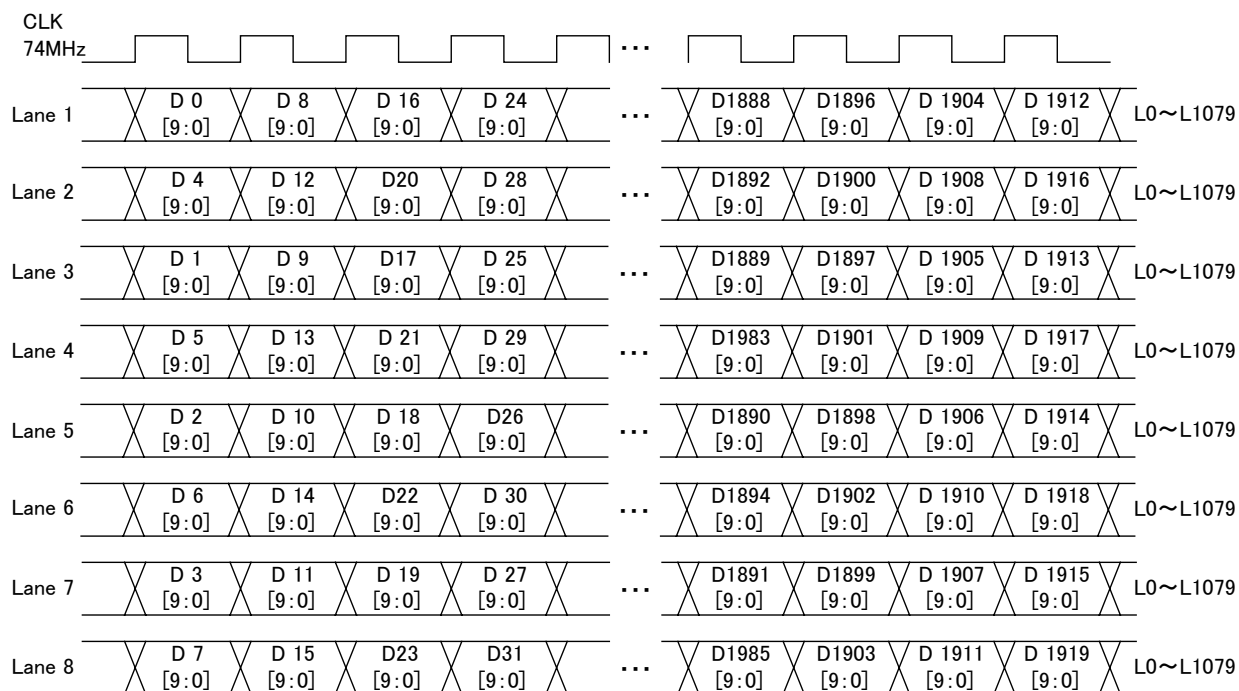 CLK
74MHz
...
Lane 1 D 0 D 8 D 16 D 24 ... D1888 D1896 D 1904 D 1912 L0～L1079
[9:0] [9:0] [9:0] [9:0] [9:0] [9:0] [9:0] [9:0]
Lane 2 D 4 D 12 D20 D 28 ... D1892 D1900 D 1908 D 1916 L0～L1079
[9:0] [9:0] [9:0] [9:0] [9:0] [9:0] [9:0] [9:0]
Lane 3 D 1 D 9 D17 D 25 ... D1889 D1897 D 1905 D 1913 L0～L1079
[9:0] [9:0] [9:0] [9:0] [9:0] [9:0] [9:0] [9:0]
Lane 4 D 5 D 13 D 21 D 29 ... D1983 D1901 D 1909 D 1917 L0～L1079
[9:0] [9:0] [9:0] [9:0] [9:0] [9:0] [9:0] [9:0]
Lane 5 D 2 D 10 D 18 D26 ... D1890 D1898 D 1906 D 1914 L0～L1079
[9:0] [9:0] [9:0] [9:0] [9:0] [9:0] [9:0] [9:0]
Lane 6 D 6 D 14 D22 D 30 ... D1894 D1902 D 1910 D 1918 L0～L1079
[9:0] [9:0] [9:0] [9:0] [9:0] [9:0] [9:0] [9:0]
Lane 7 D 3 D 11 D 19 D 27 ... D1891 D1899 D 1907 D 1915 L0～L1079
[9:0] [9:0] [9:0] [9:0] [9:0] [9:0] [9:0] [9:0]
Lane 8 D 7 D 15 D23 D31 ... D1985 D1903 D 1911 D 1919 L0～L1079
[9:0] [9:0] [9:0] [9:0] [9:0] [9:0] [9:0] [9:0]